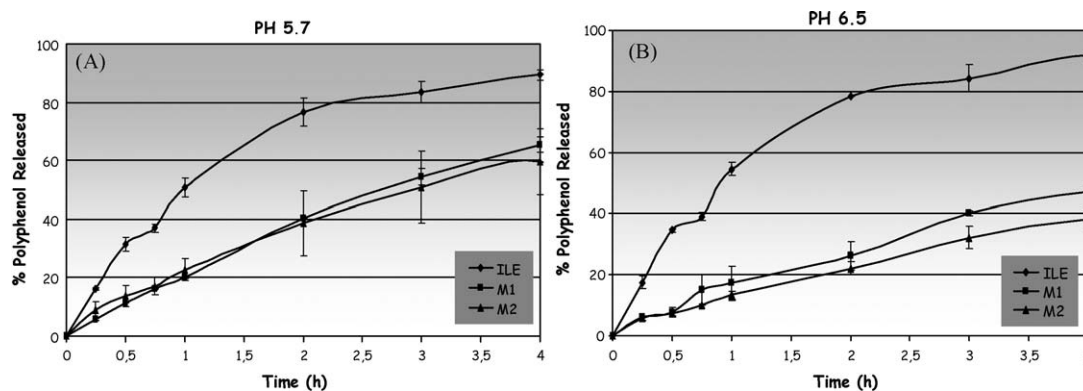 PH 5.7
(A)
% Polyphenol Released
100
80
60
40
20
0
0 0,5 1 1,5 2 2,5 3 3,5 4
Time (h)
ILE
M1
M2
PH 6.5
(B)
% Polyphenol Released
100
80
60
40
20
0
0 0,5 1 1,5 2 2,5 3 3,5
Time (h)
ILE
M1
M2